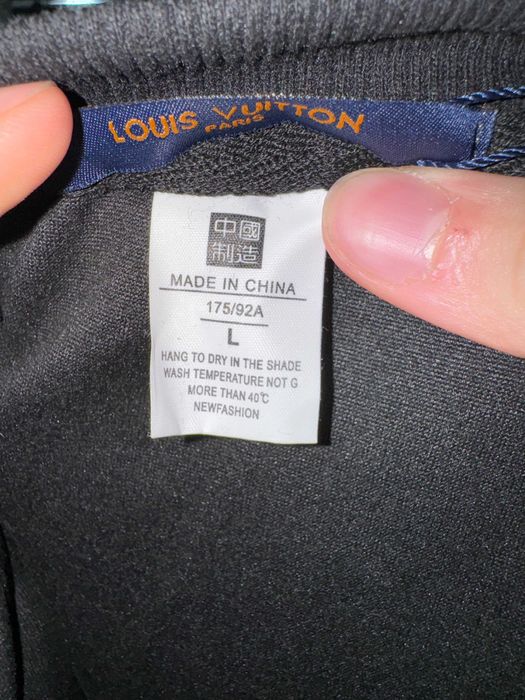 LOUIS VUITTON
PARIS
中國
制造
MADE IN CHINA
175/92A
L
HANG TO DRY IN THE SHADE
WASH TEMPERATURE NOT G
MORE THAN 40℃
NEWFASHION